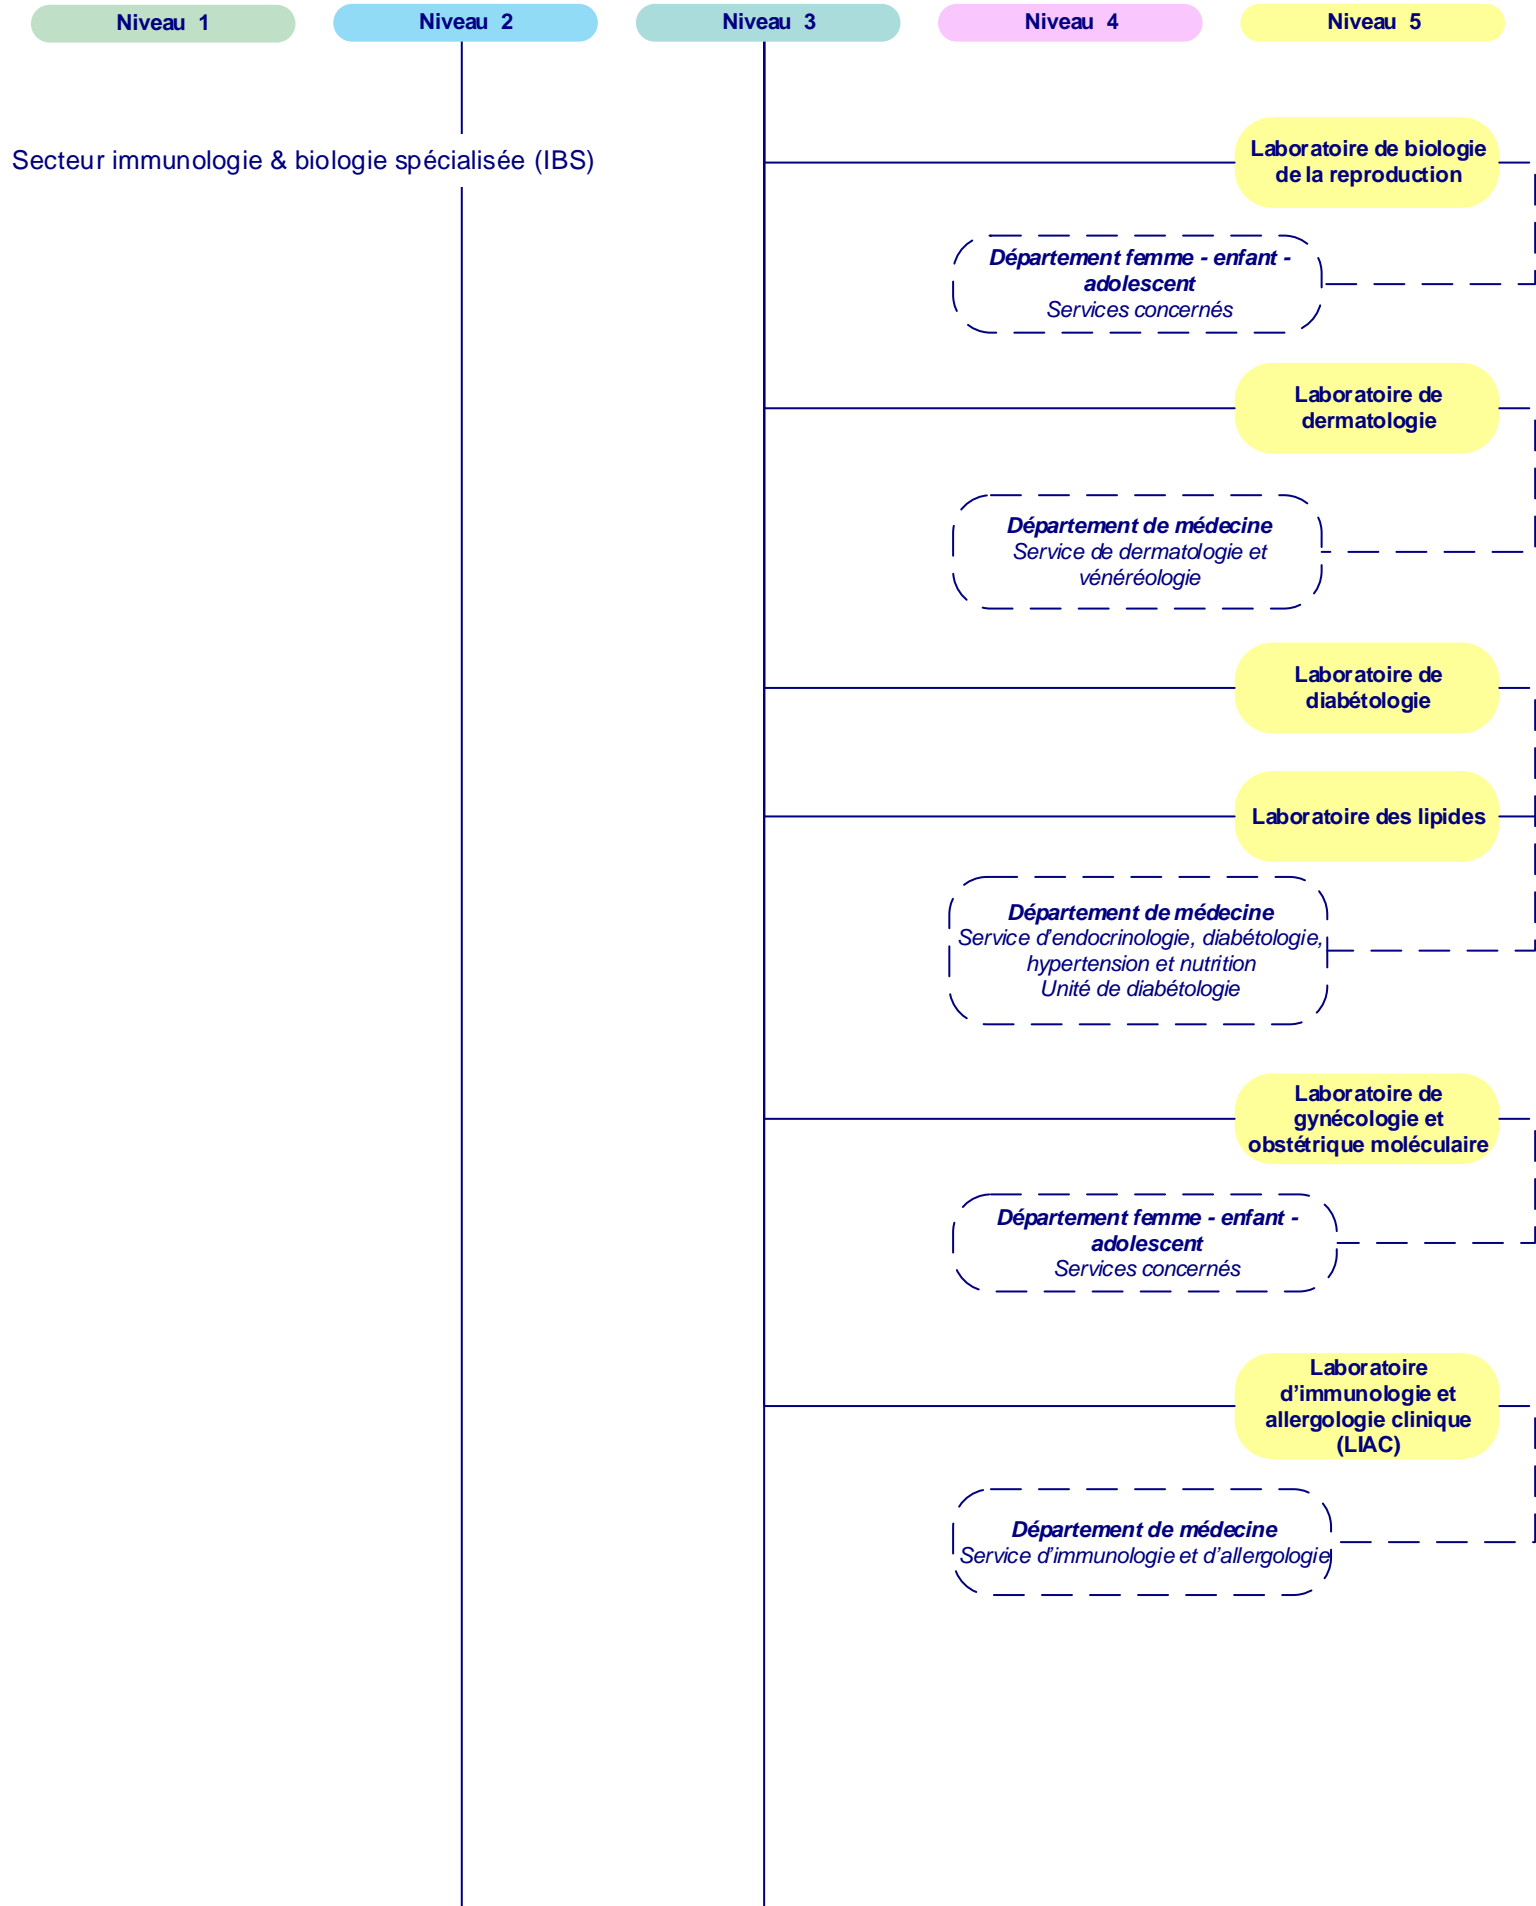 Niveau 1
Niveau 2
Niveau 3
Niveau 4
Niveau 5
Secteur immunologie & biologie spécialisée (IBS)
Laboratoire de biologie
de la reproduction
Département femme - enfant -
adolescent
Services concernés
Laboratoire de
dermatologie
Département de médecine
Service de dermatologie et
vénéréologie
Laboratoire de
diabétologie
Laboratoire des lipides
Département de médecine
Service d’endocrinologie, diabétologie,
hypertension et nutrition
Unité de diabétologie
Laboratoire de
gynécologie et
obstétrique moléculaire
Département femme - enfant -
adolescent
Services concernés
Laboratoire
d’immunologie et
allergologie clinique
(LIAC)
Département de médecine
Service d’immunologie et d’allergologie